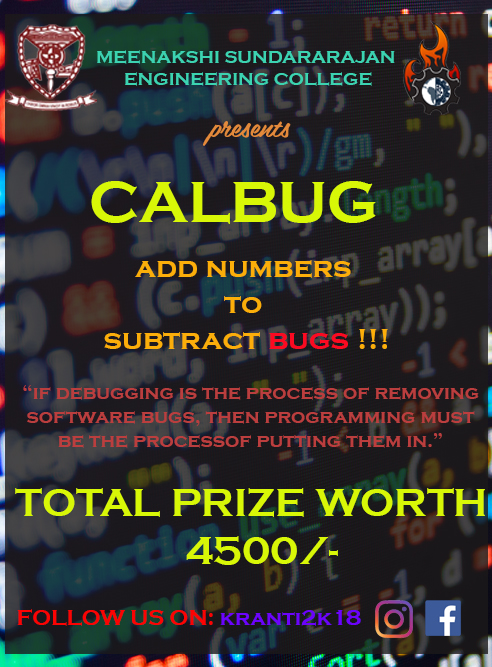 MEENAKSHI SUNDARARAJAN
ENGINEERING COLLEGE
presents
CALBUG
ADD NUMBERS
TO
SUBTRACT BUGS !!!
“IF DEBUGGING IS THE PROCESS OF REMOVING
SOFTWARE BUGS, THEN PROGRAMMING MUST
BE THE PROCESSOF PUTTING THEM IN.”
TOTAL PRIZE WORTH
4500/-
FOLLOW US ON: KRANTI2K18